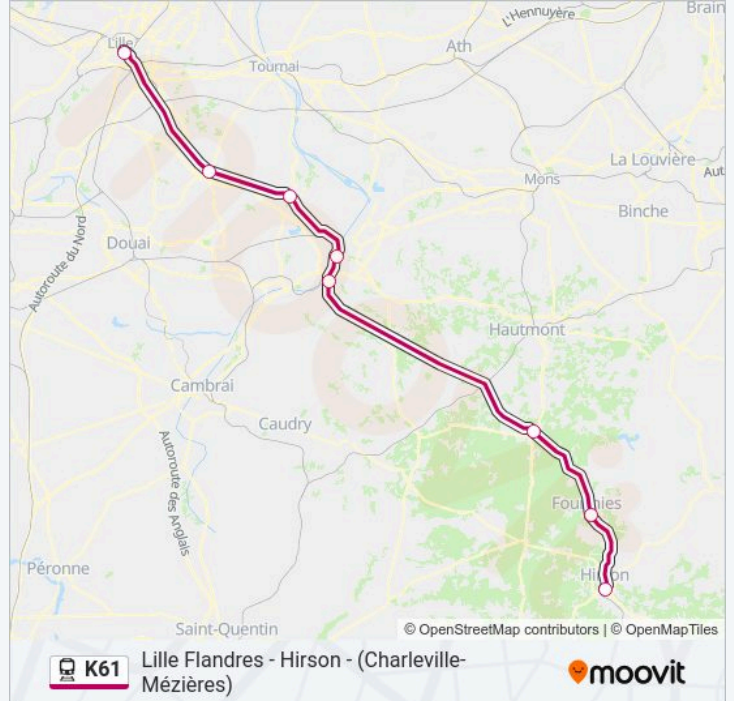 Brain
L'Hennuyère
Lille
Ath
Tournai
La Louvière
Aut
Mons
Binche
Douai
Autoroute du Nord
Hautmont
Cambrai
Caudry
Autoroute des Anglais
Fourmies
Péronne
Hirson
Saint-Quentin
© OpenStreetMap contributors | © OpenMapTiles
K61
Lille Flandres - Hirson - (Charleville-
Mézières)
moovit